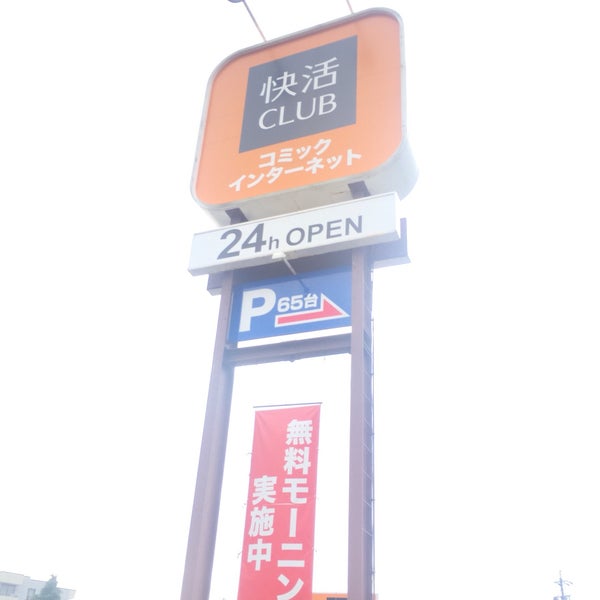 快活
CLUB
コミック
インターネット
24h OPEN
P 65台
無料モーニン
実施中